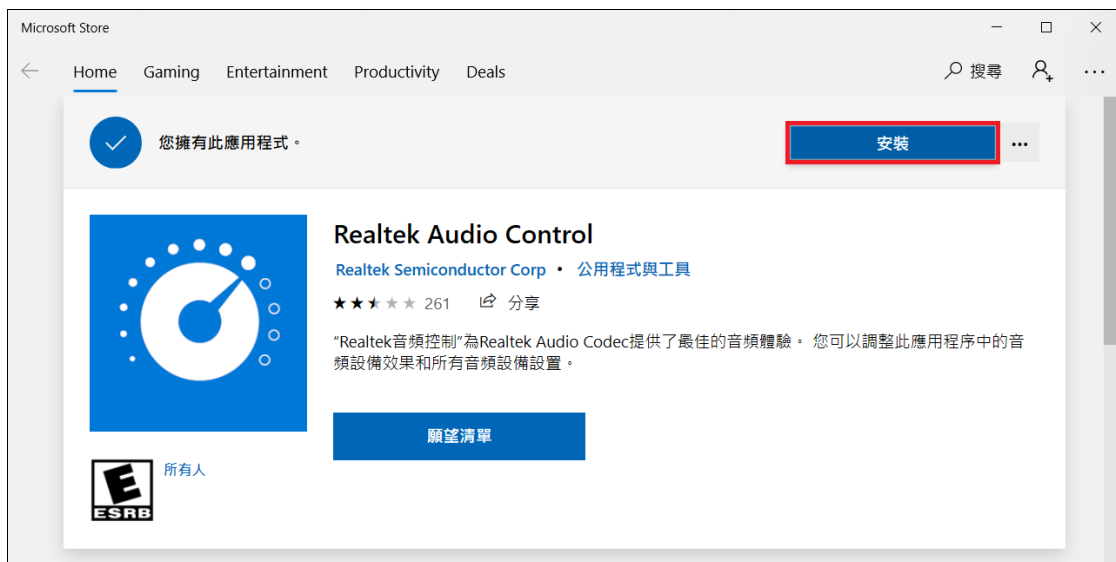 Microsoft Store
Home Gaming Entertainment Productivity Deals 搜尋
您擁有此應用程式。 安裝
Realtek Audio Control
Realtek Semiconductor Corp • 公用程式與工具
261 分享
“Realtek音頻控制”為Realtek Audio Codec提供了最佳的音頻體驗。 您可以調整此應用程序中的音
頻設備效果和所有音頻設備設置。
願望清單
所有人
E
ESRB